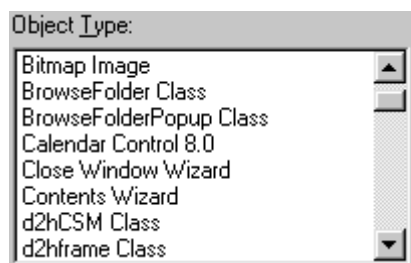 Object Type:
Bitmap Image
BrowseFolder Class
BrowseFolderPopup Class
Calendar Control 8.0
Close Window Wizard
Contents Wizard
d2hCSM Class
d2hframe Class